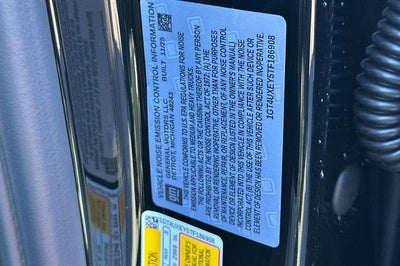 VEHICLE NOISE EMISSION CONTROL INFORMATION
GENERAL MOTORS LLC BUILT 11/25
DETROIT, MICHIGAN 48243
THIS VEHICLE CONFORMS TO U.S. EPA REGULATIONS FOR NOISE
EMISSION APPLICABLE TO MEDIUM AND HEAVY TRUCKS.
THE FOLLOWING ACTS OR THE CAUSING THEREOF BY ANY PERSON
ARE PROHIBITED BY THE NOISE CONTROL ACT OF 1972: (A) THE
REMOVAL OR RENDERING INOPERATIVE, OTHER THAN FOR PURPOSES
OF MAINTENANCE, REPAIR, OR REPLACEMENT, OF ANY NOISE CONTROL
DEVICE OR ELEMENT OF DESIGN (LISTED IN THE OWNER'S MANUAL)
INCORPORATED INTO THIS VEHICLE IN COMPLIANCE WITH THE NOISE
CONTROL ACT; (B) THE USE OF THIS VEHICLE AFTER SUCH DEVICE OR
ELEMENT OF DESIGN HAS BEEN REMOVED OR RENDERED INOPERATIVE.
1GT4UXEY5TF186908
GM
1GT4UXEY5TF186908